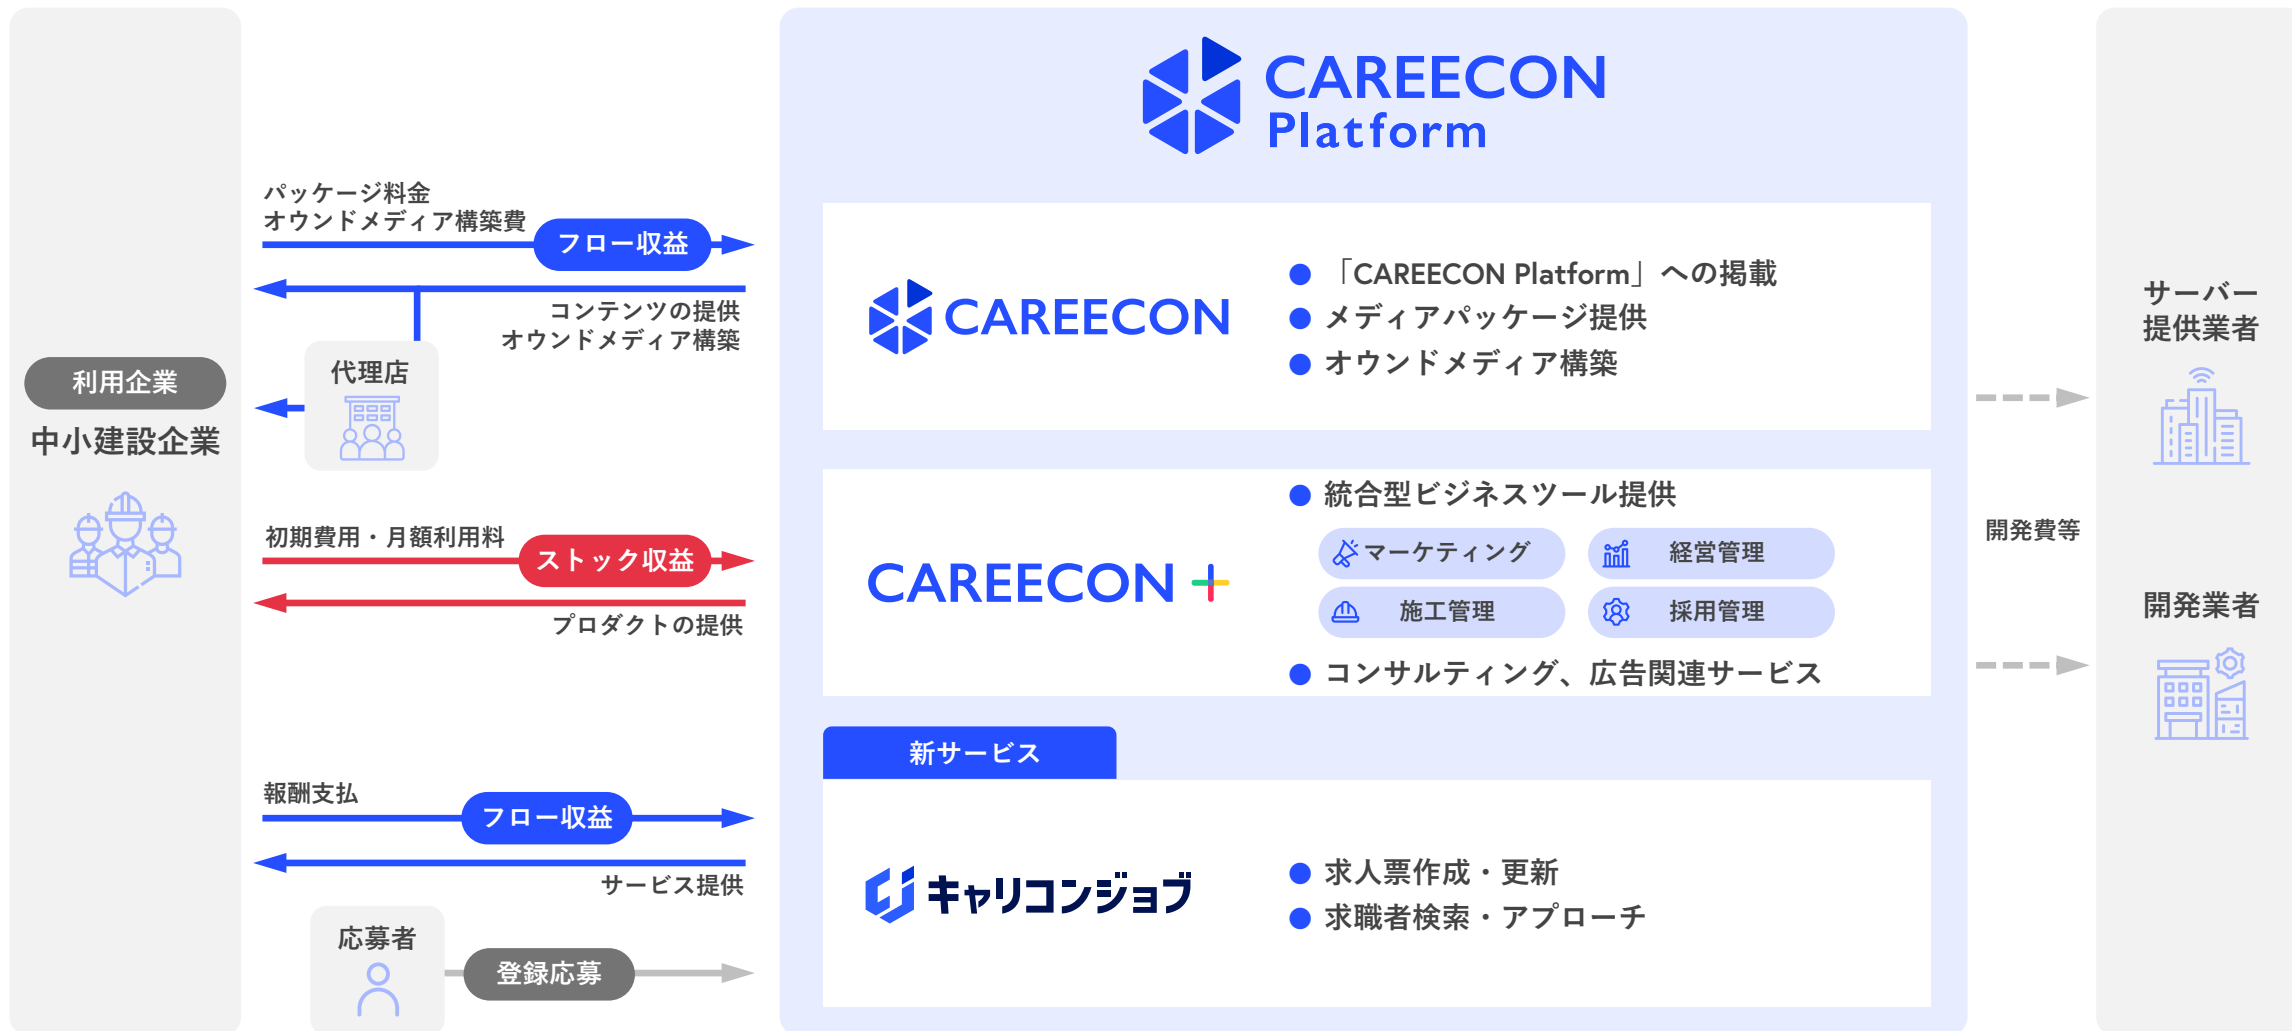 CAREECON
Platform
利用企業
中小建設企業
パッケージ料金
オウンドメディア構築費
フロー収益
コンテンツの提供
オウンドメディア構築
代理店
CAREECON
「CAREECON Platform」への掲載
メディアパッケージ提供
オウンドメディア構築
初期費用・月額利用料
ストック収益
プロダクトの提供
CAREECON +
統合型ビジネスツール提供
マーケティング
経営管理
施工管理
採用管理
コンサルティング、広告関連サービス
新サービス
報酬支払
フロー収益
サービス提供
応募者
登録応募
キャリコンジョブ
求人票作成・更新
求職者検索・アプローチ
サーバー
提供業者
開発費等
開発業者